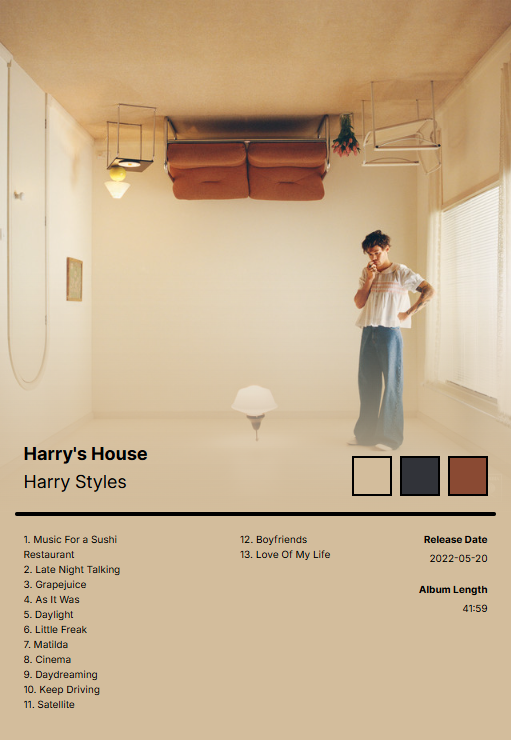 Harry's House
Harry Styles
1. Music For a Sushi
Restaurant
2. Late Night Talking
3. Grapejuice
4. As It Was
5. Daylight
6. Little Freak
7. Matilda
8. Cinema
9. Daydreaming
10. Keep Driving
11. Satellite
12. Boyfriends
13. Love Of My Life
Release Date
2022-05-20
Album Length
41:59